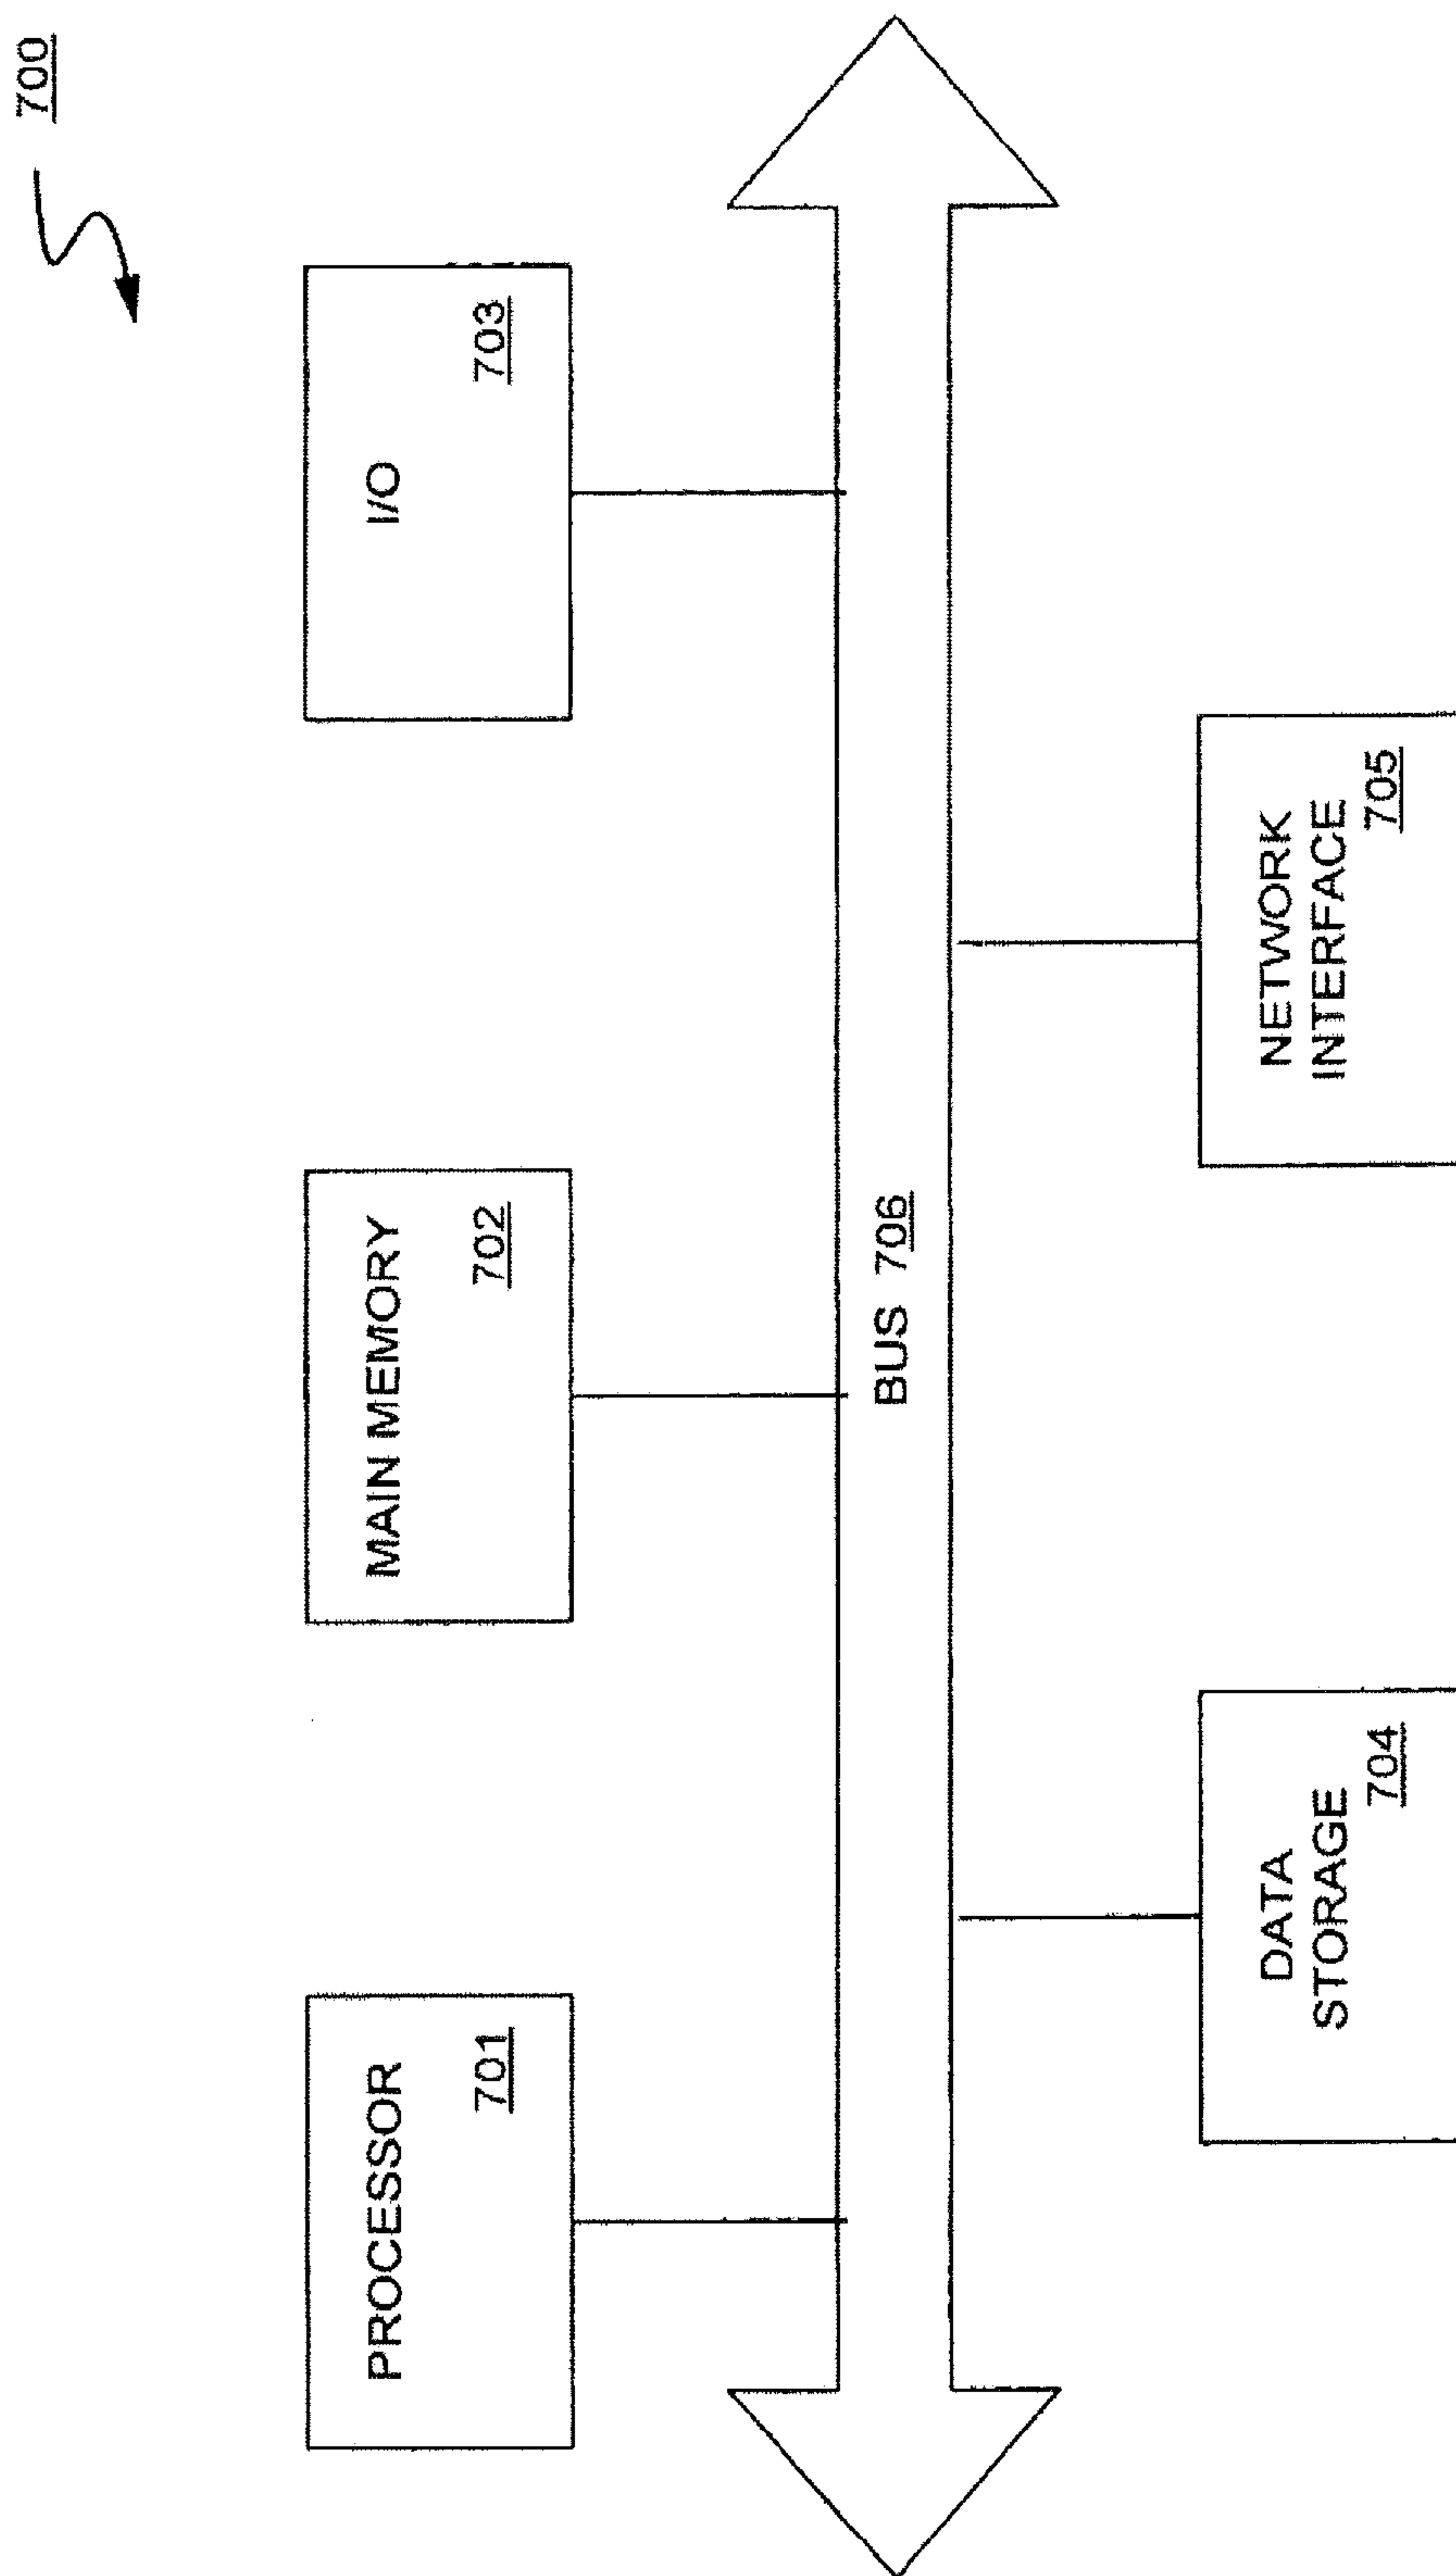 700
PROCESSOR
701
MAIN MEMORY
702
I/O
703
BUS 706
DATA
STORAGE
704
NETWORK
INTERFACE
705